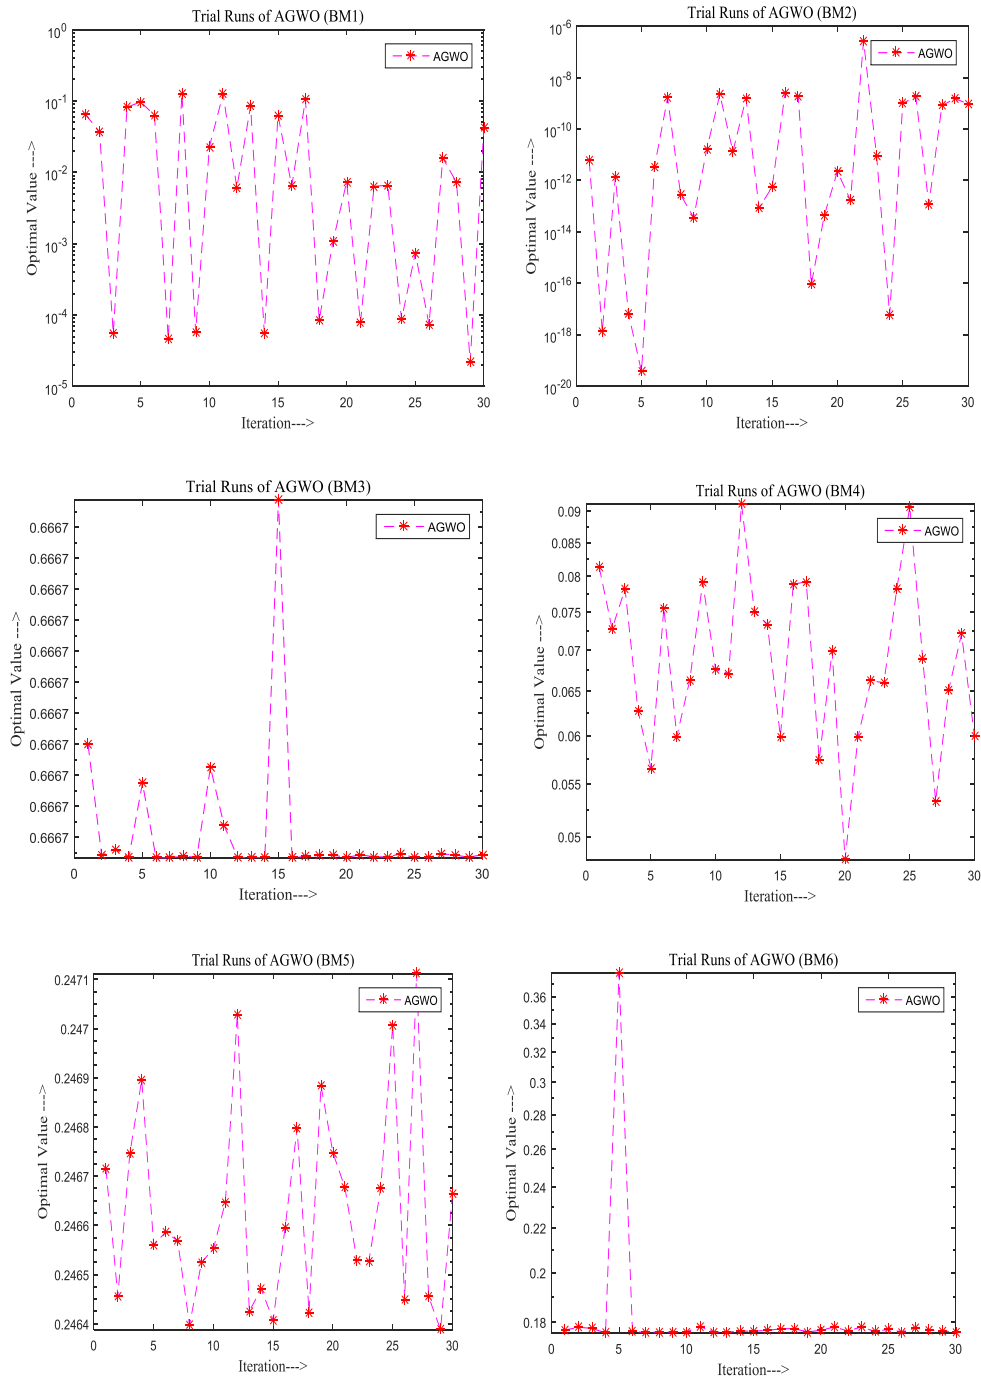 Trial Runs of AGWO (BM1)
10^0
10^-1
10^-2
10^-3
10^-4
10^-5
Optimal Value --->
AGWO
0 5 10 15 20 25 30
Iteration--->
Trial Runs of AGWO (BM2)
10^-6
10^-8
10^-10
10^-12
10^-14
10^-16
10^-18
10^-20
Optimal Value --->
AGWO
0 5 10 15 20 25 30
Iteration--->
Trial Runs of AGWO (BM3)
0.6667
0.6667
0.6667
0.6667
0.6667
0.6667
0.6667
0.6667
0.6667
0.6667
0.6667
Optimal Value --->
AGWO
0 5 10 15 20 25 30
Iteration--->
Trial Runs of AGWO (BM4)
0.09
0.085
0.08
0.075
0.07
0.065
0.06
0.055
0.05
Optimal Value --->
AGWO
0 5 10 15 20 25 30
Iteration--->
Trial Runs of AGWO (BM5)
0.2471
0.247
0.2469
0.2468
0.2467
0.2466
0.2465
0.2464
Optimal Value --->
AGWO
0 5 10 15 20 25 30
Iteration--->
Trial Runs of AGWO (BM6)
0.36
0.34
0.32
0.3
0.28
0.26
0.24
0.22
0.2
0.18
Optimal Value --->
AGWO
0 5 10 15 20 25 30
Iteration--->